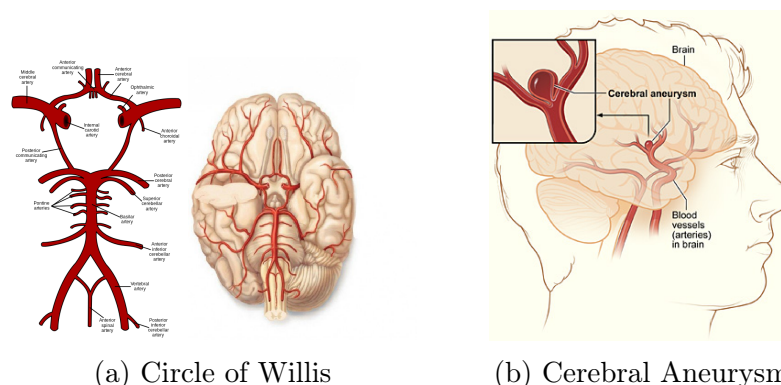 Anterior
communicating
artery
Anterior
cerebral
artery
Middle
cerebral
artery
Ophthalmic
artery
Internal
carotid
artery
Anterior
choroidal
artery
Posterior
communicating
artery
Posterior
cerebral
artery
Superior
cerebellar
artery
Pontine
arteries
Basilar
artery
Anterior
inferior
cerebellar
artery
Vertebral
artery
Anterior
spinal
artery
Posterior
inferior
cerebellar
artery
Brain
Cerebral aneurysm
Blood
vessels
(arteries)
in brain
(a) Circle of Willis
(b) Cerebral Aneurysm